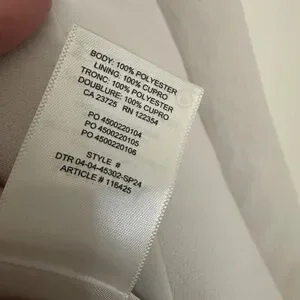 BODY: 100% POLYESTER
LINING: 100% CUPRO
TRONC: 100% POLYESTER
DOUBLURE: 100% CUPRO
CA 23725 RN 122354
PO 4500220104
PO 4500220105
PO 4500220106
STYLE #
DTR 04-04-45302-SP24
ARTICLE # 116425